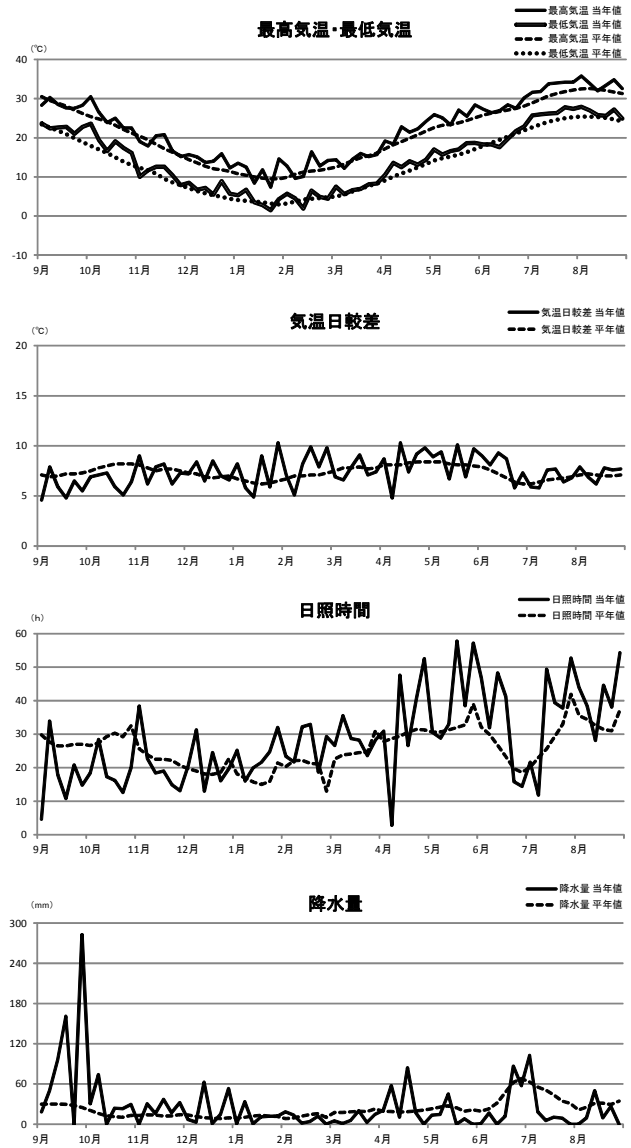 最高気温 当年値
最低気温 当年値
最高気温・最低気温
最高気温 平年値
最低気温 平年値
(℃)
40
30
20
10
0
-10
9月 10月 11月 12月 1月 2月 3月 4月 5月 6月 7月 8月
気温日較差 当年値
気温日較差
気温日較差 平年値
(℃)
20
15
10
5
0
9月 10月 11月 12月 1月 2月 3月 4月 5月 6月 7月 8月
日照時間 当年値
日照時間
日照時間 平年値
(h)
60
50
40
30
20
10
0
9月 10月 11月 12月 1月 2月 3月 4月 5月 6月 7月 8月
降水量 当年値
降水量
降水量 平年値
(mm)
300
240
180
120
60
0
9月 10月 11月 12月 1月 2月 3月 4月 5月 6月 7月 8月